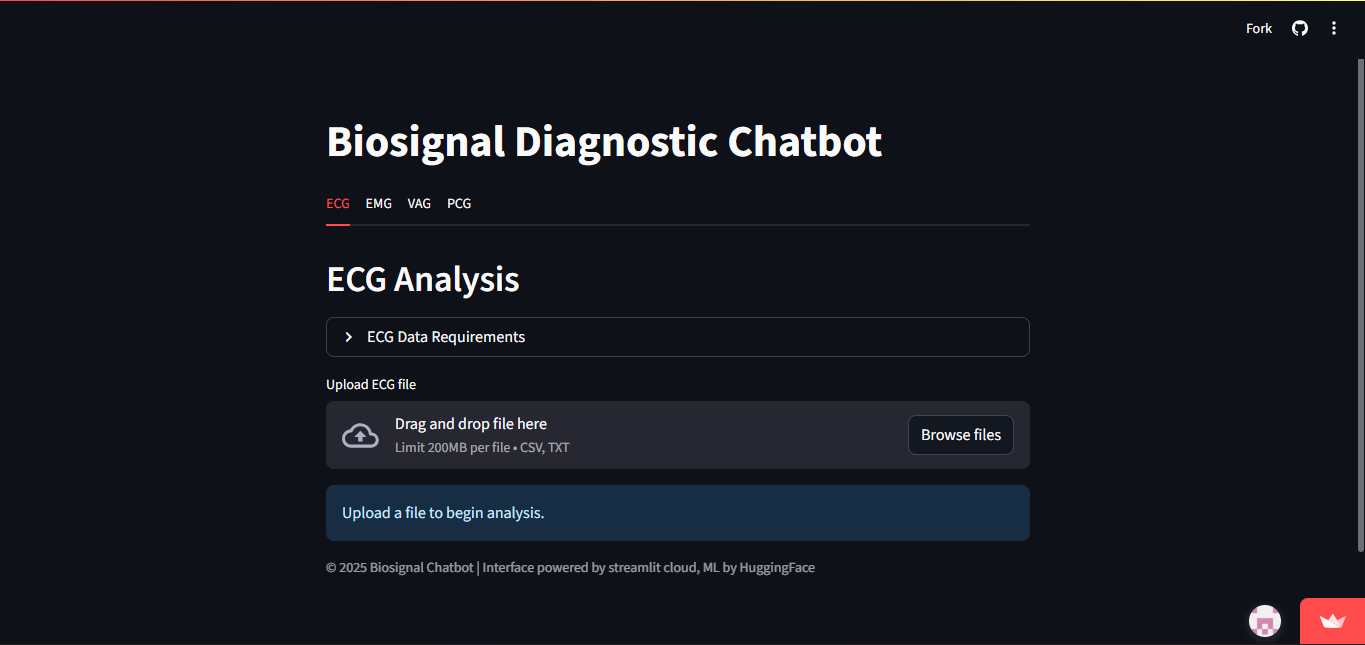 Fork
Biosignal Diagnostic Chatbot
ECG EMG VAG PCG
ECG Analysis
ECG Data Requirements
Upload ECG file
Drag and drop file here
Limit 200MB per file • CSV, TXT
Browse files
Upload a file to begin analysis.
© 2025 Biosignal Chatbot | Interface powered by streamlit cloud, ML by HuggingFace